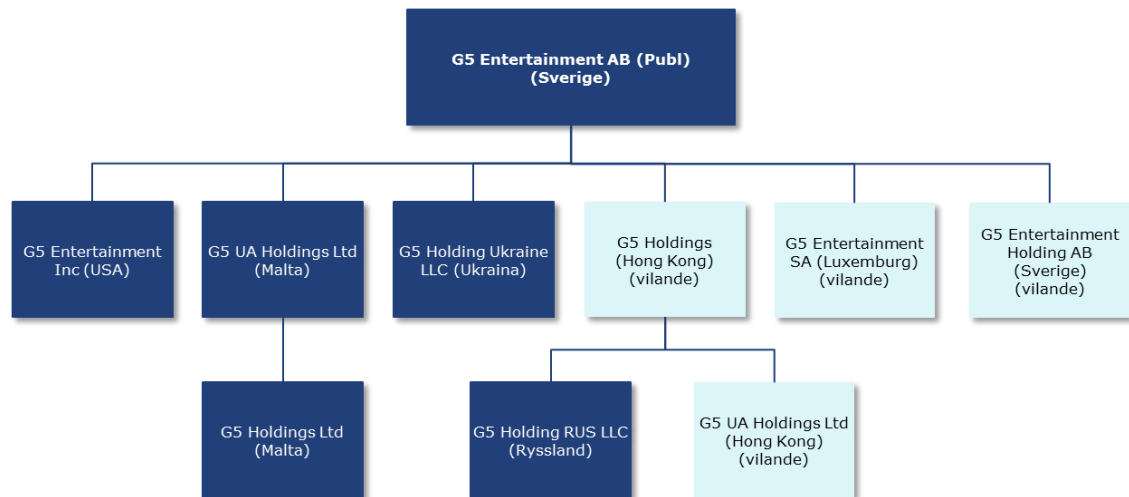 G5 Entertainment AB (Publ)
(Sverige)
G5 Entertainment
Inc (USA)
G5 UA Holdings Ltd
(Malta)
G5 Holding Ukraine
LLC (Ukraina)
G5 Holdings
(Hong Kong)
(vilande)
G5 Entertainment
SA (Luxemburg)
(vilande)
G5 Entertainment
Holding AB
(Sverige)
(vilande)
G5 Holdings Ltd
(Malta)
G5 Holding RUS LLC
(Ryssland)
G5 UA Holdings Ltd
(Hong Kong)
(vilande)